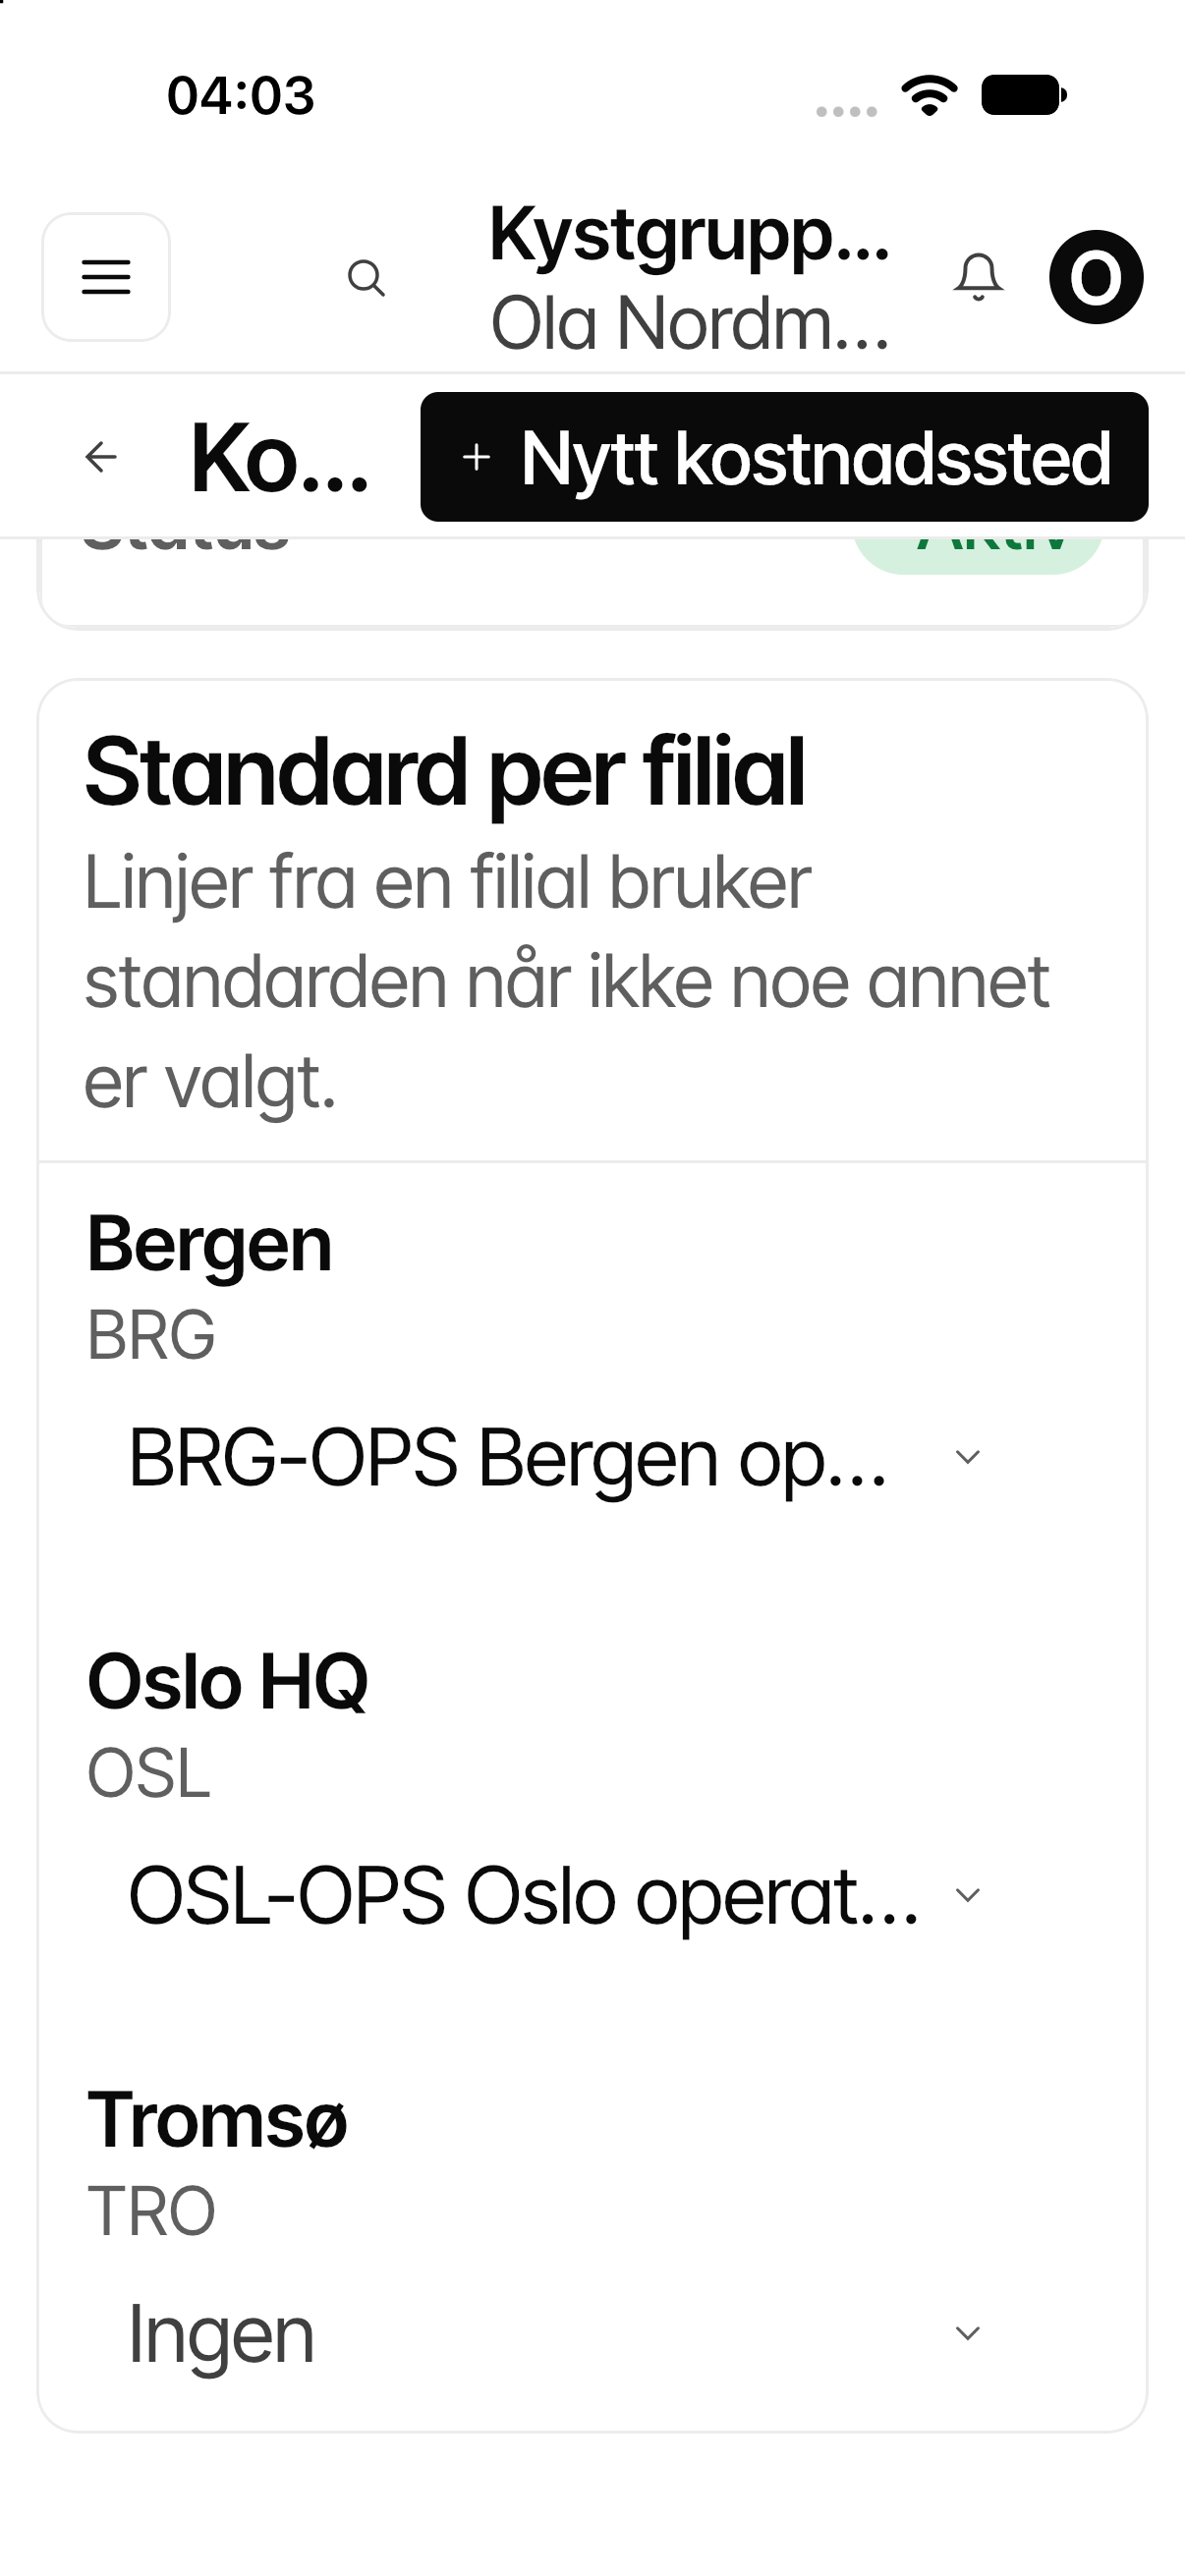 04:03
Kystgrupp...
Ola Nordm...
O
Ko...
+ Nytt kostnadssted
Status
Aktiv
Standard per filial
Linjer fra en filial bruker
standarden når ikke noe annet
er valgt.
Bergen
BRG
BRG-OPS Bergen op...
Oslo HQ
OSL
OSL-OPS Oslo operat...
Tromsø
TRO
Ingen